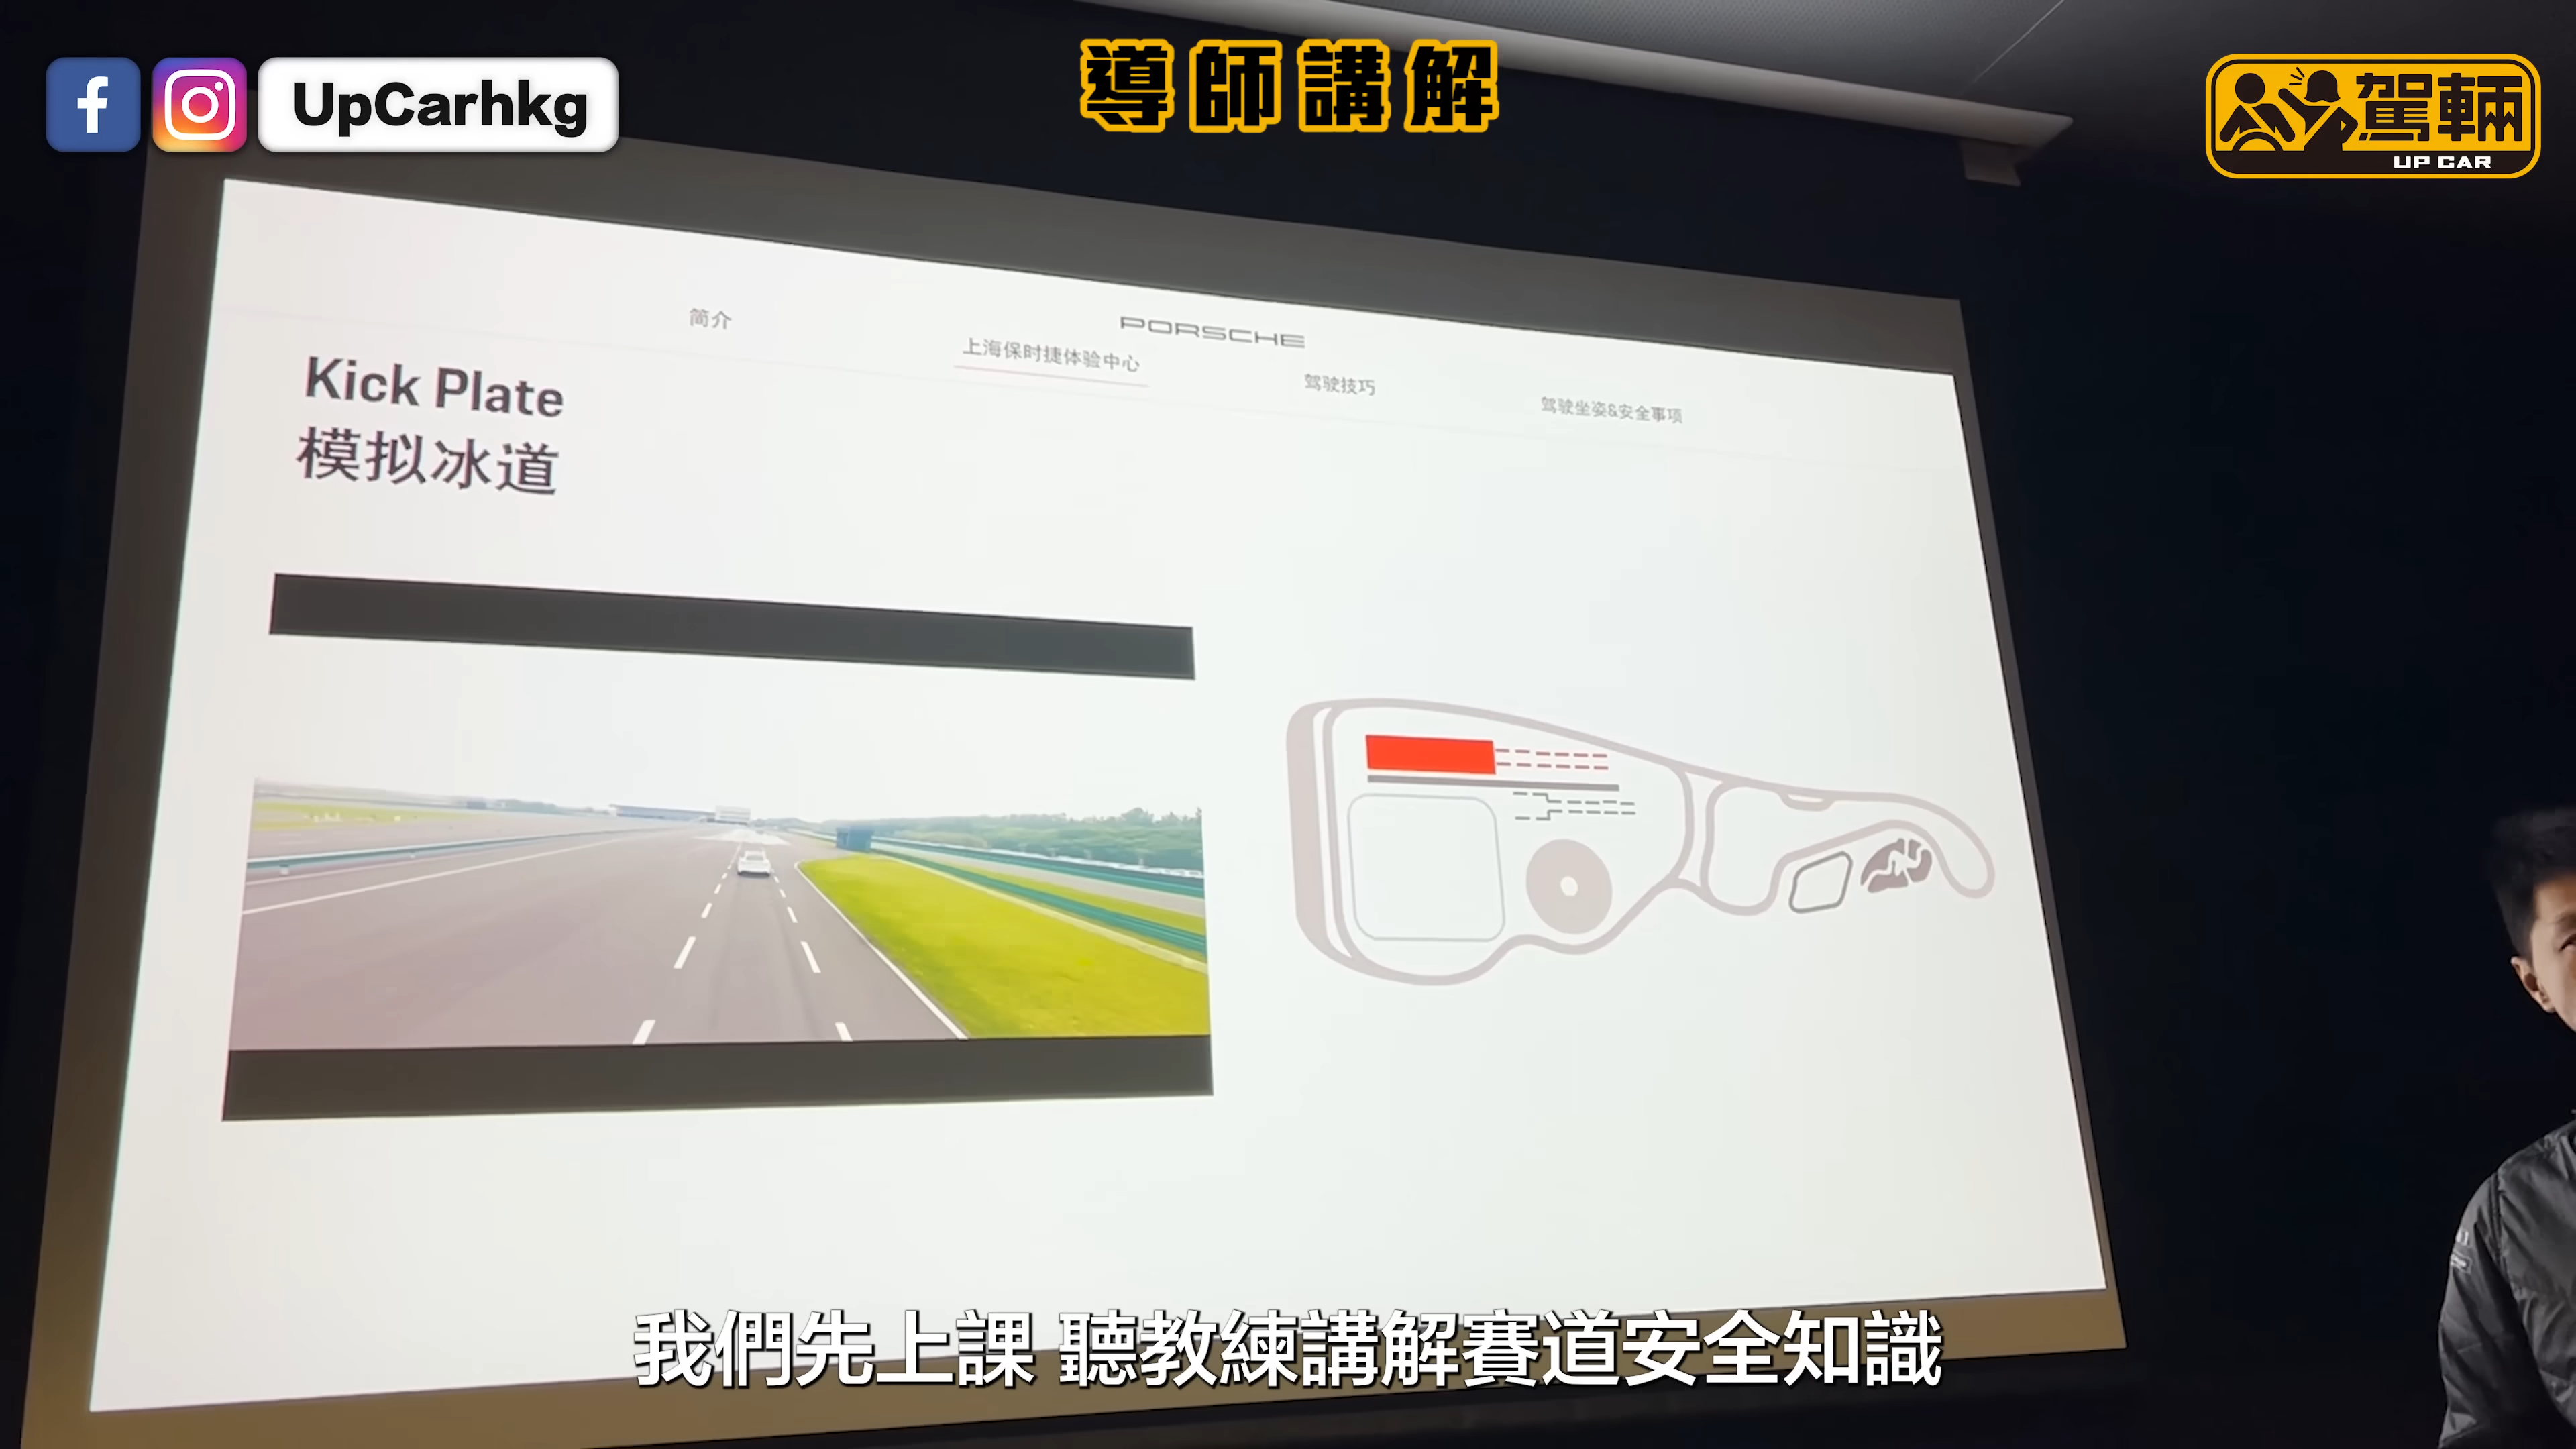 UpCarhkg
導師講解
駕輛
UP CAR
PORSCHE
简介
上海保时捷体验中心
驾驶技巧
驾驶坐姿&安全事项
Kick Plate
模拟冰道
我們先上課 聽教練講解賽道安全知識